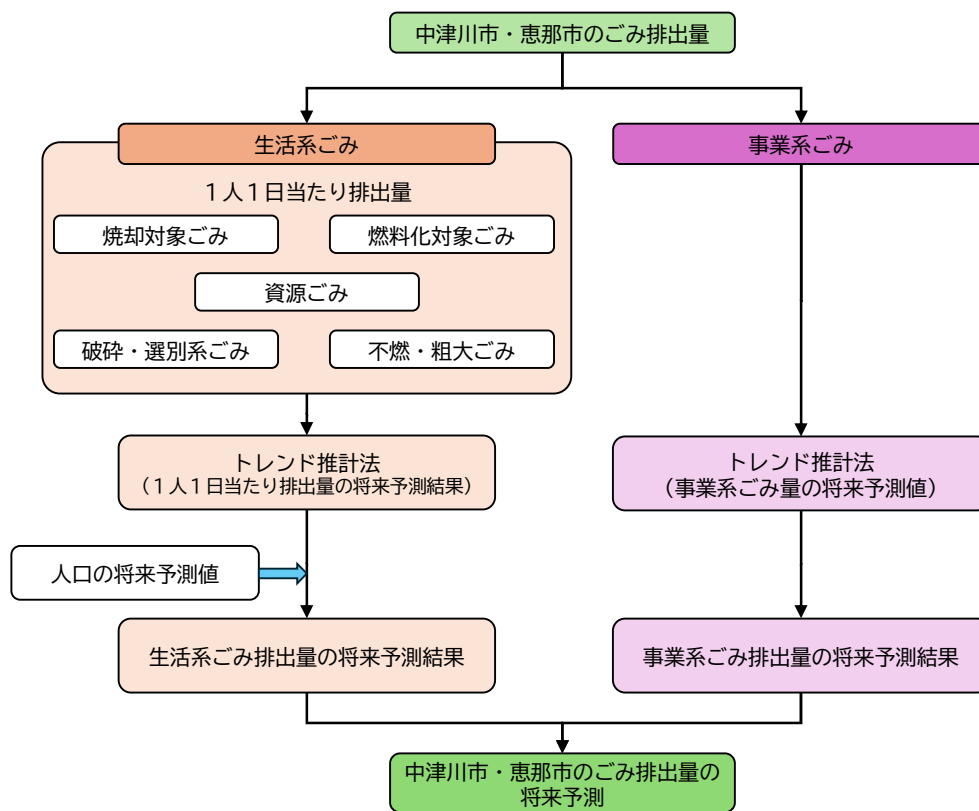 中津川市・恵那市のごみ排出量
生活系ごみ
事業系ごみ
１人１日当たり排出量
焼却対象ごみ
燃料化対象ごみ
資源ごみ
破砕・選別系ごみ
不燃・粗大ごみ
トレンド推計法
（１人１日当たり排出量の将来予測結果）
トレンド推計法
（事業系ごみ量の将来予測値）
人口の将来予測値
生活系ごみ排出量の将来予測結果
事業系ごみ排出量の将来予測結果
中津川市・恵那市のごみ排出量の
将来予測